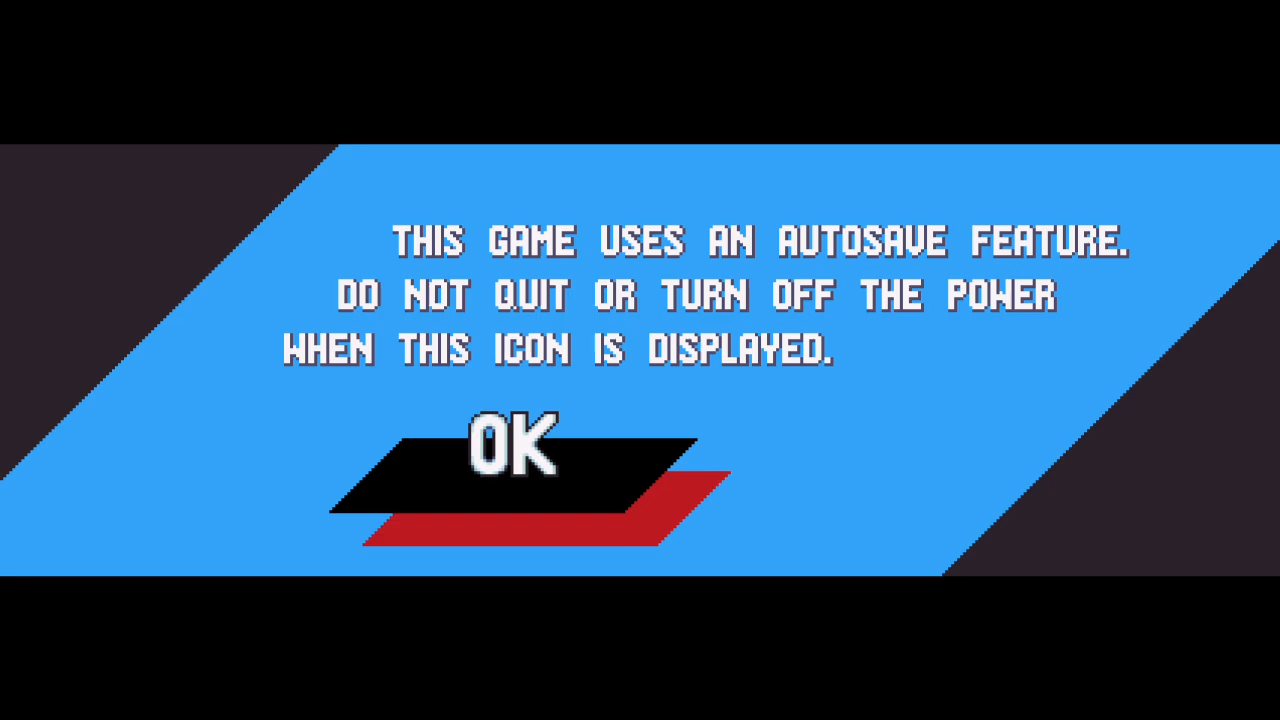 THIS GAME USES AN AUTOSAVE FEATURE.
DO NOT QUIT OR TURN OFF THE POWER
WHEN THIS ICON IS DISPLAYED.
OK